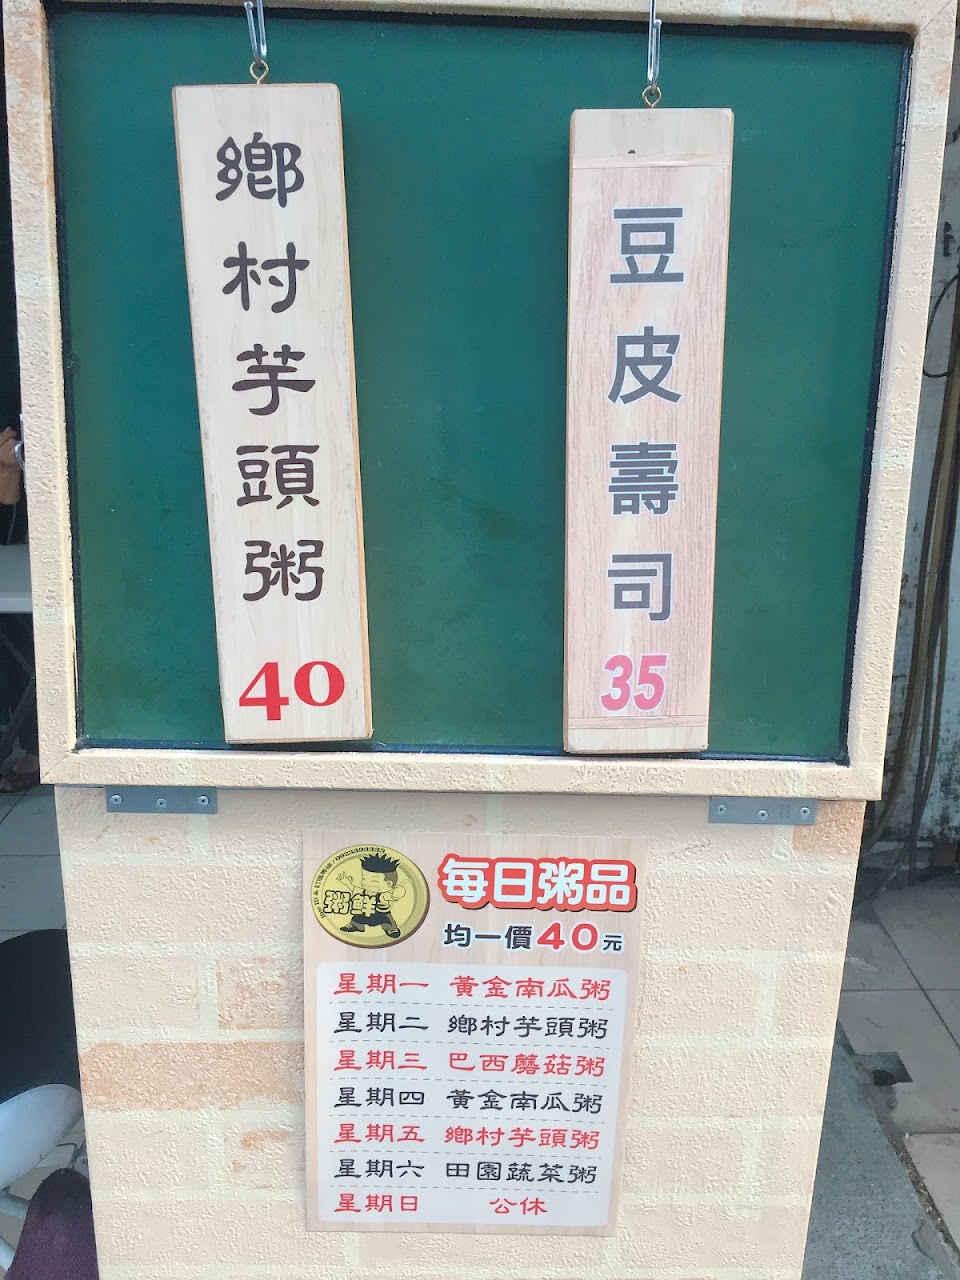 鄉村芋頭粥
40
豆皮壽司
35
粥鮮生
每日粥品
均一價40元
星期一 黃金南瓜粥
星期二 鄉村芋頭粥
星期三 巴西蘑菇粥
星期四 黃金南瓜粥
星期五 鄉村芋頭粥
星期六 田園蔬菜粥
星期日 公休